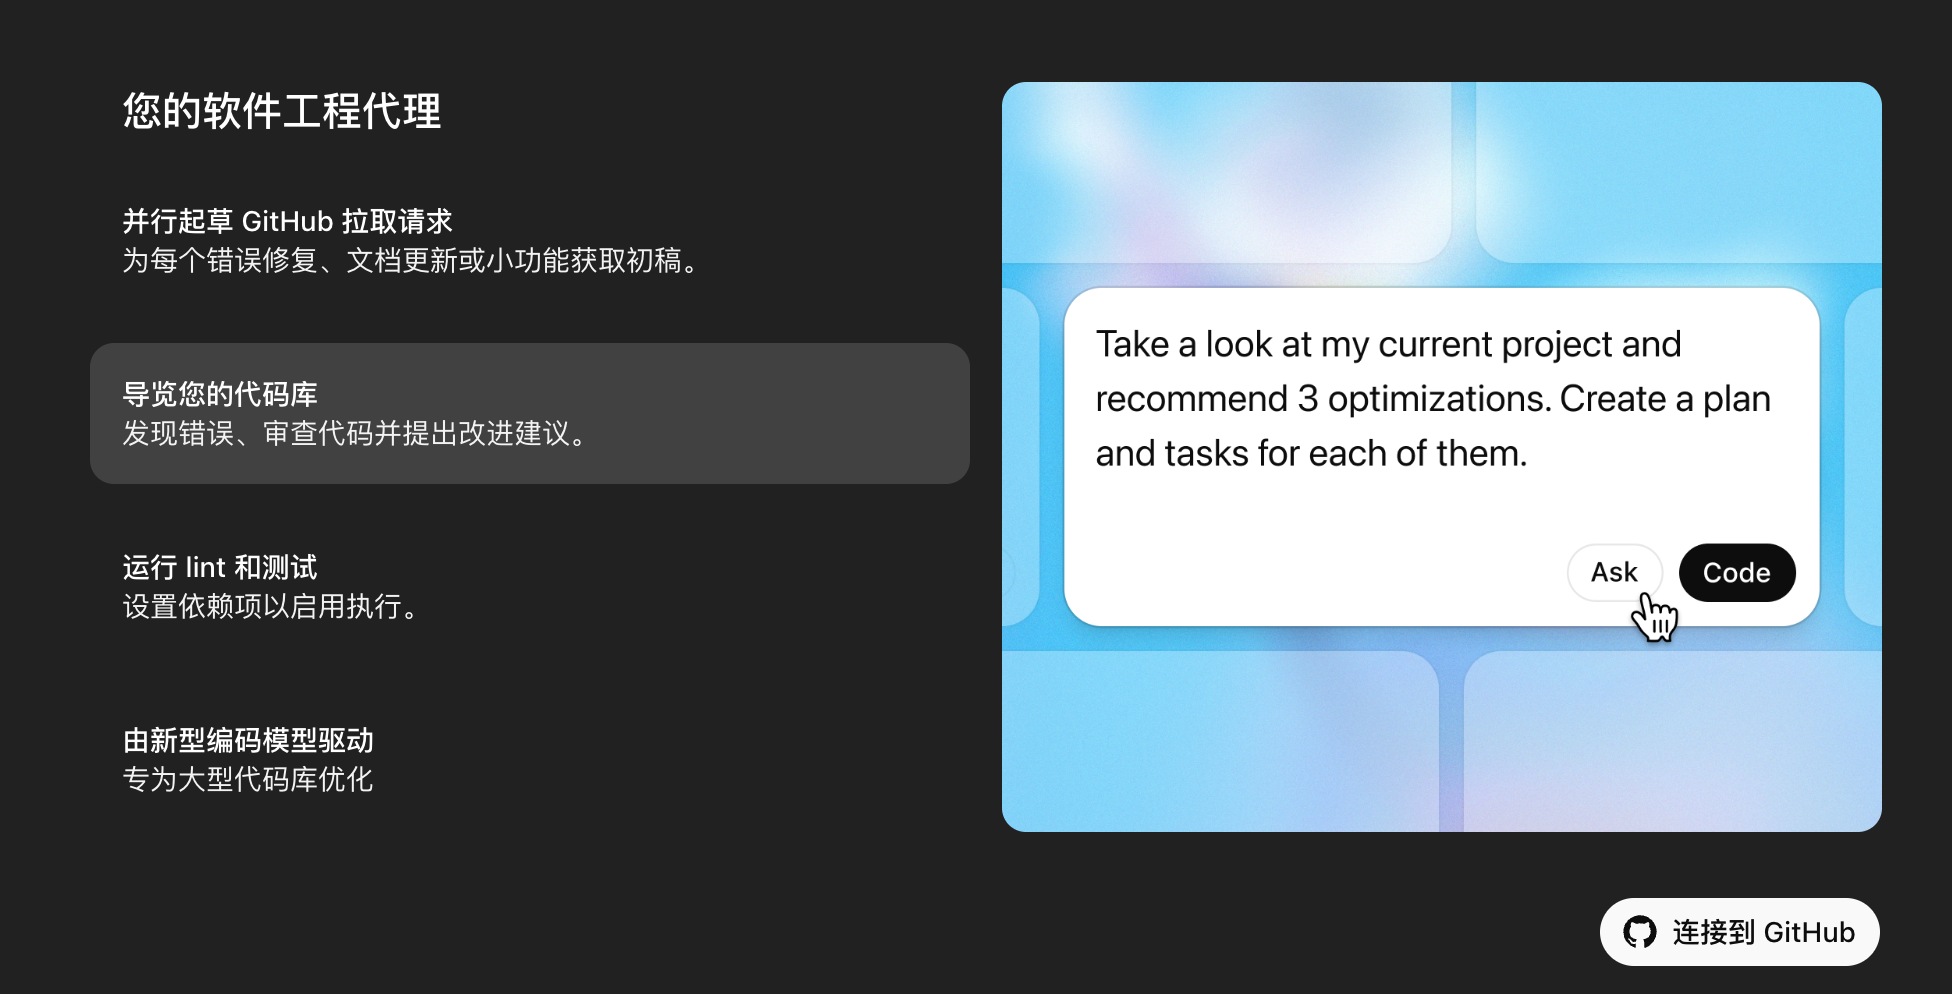 您的软件工程代理
并行起草 GitHub 拉取请求
为每个错误修复、文档更新或小功能获取初稿。
导览您的代码库
发现错误、审查代码并提出改进建议。
运行 lint 和测试
设置依赖项以启用执行。
由新型编码模型驱动
专为大型代码库优化
Take a look at my current project and
recommend 3 optimizations. Create a plan
and tasks for each of them.
Ask
Code
连接到 GitHub